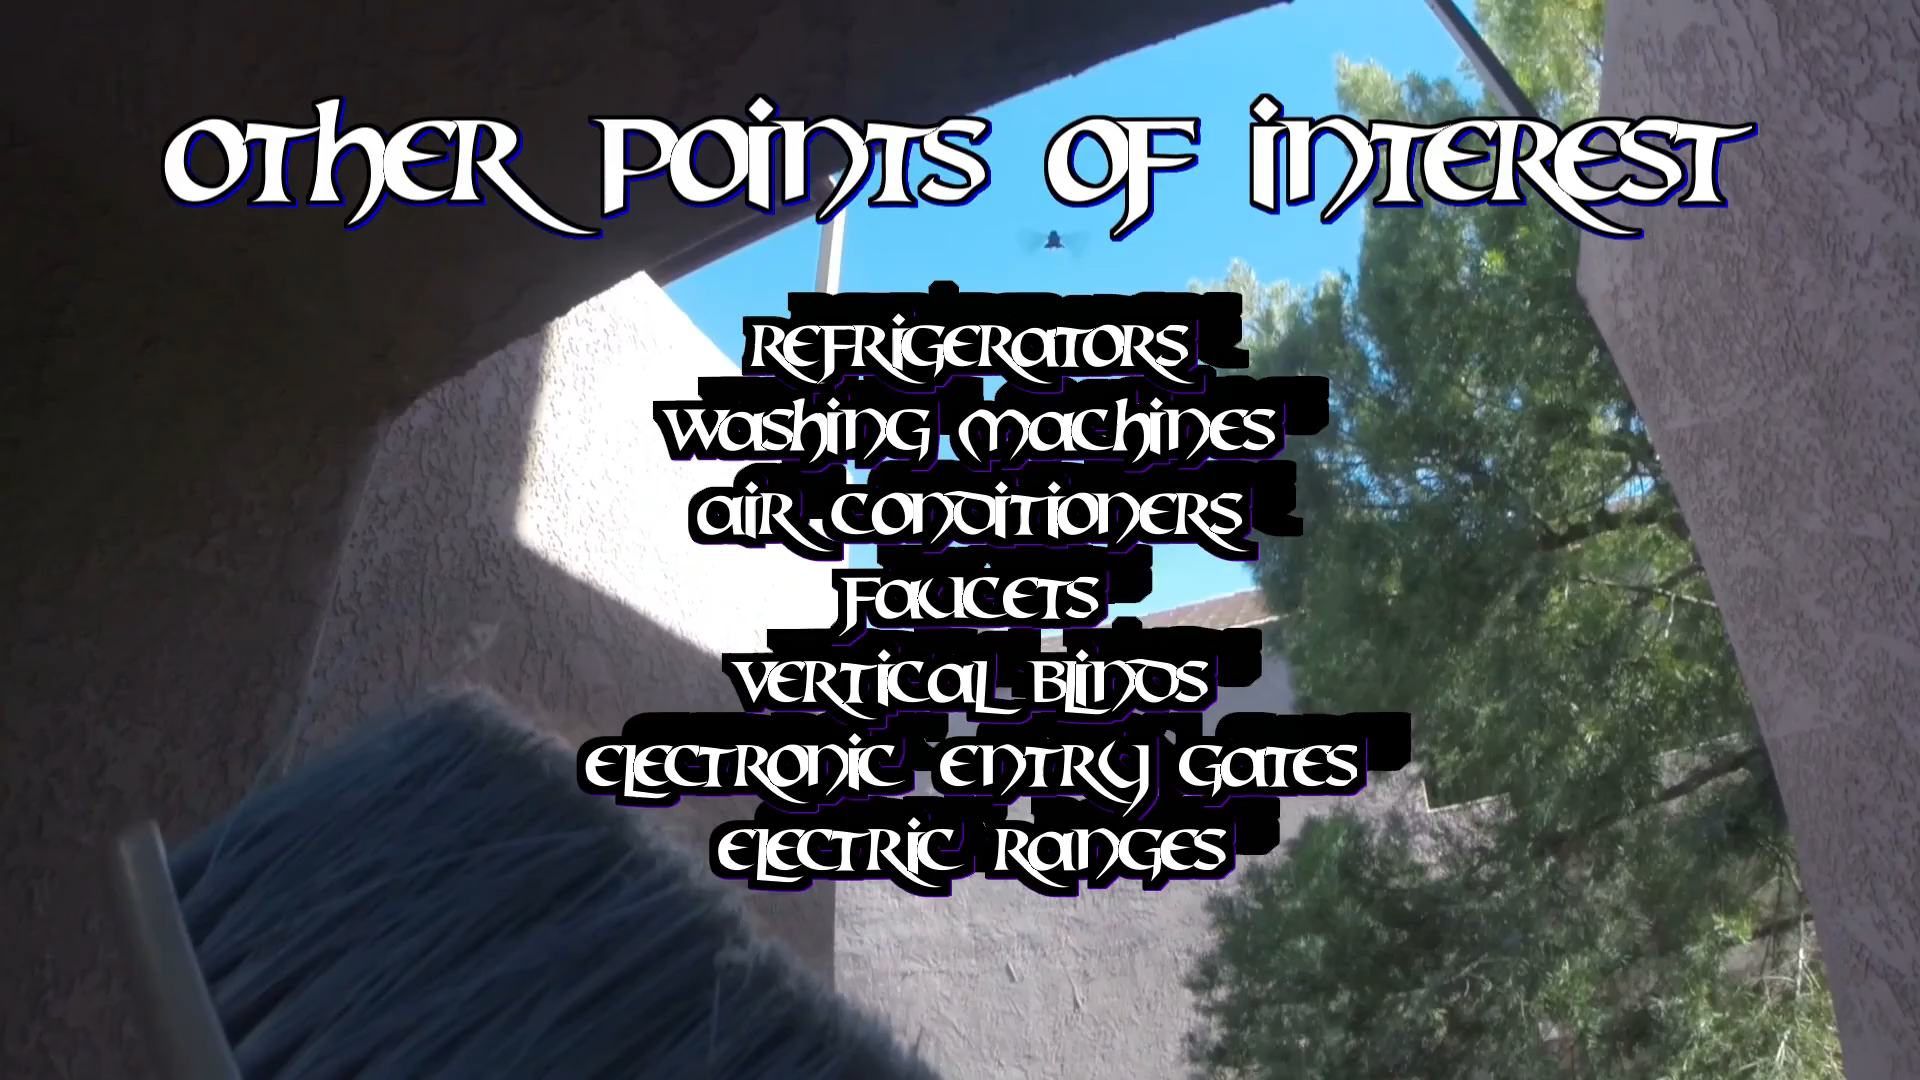 OTHER POINTS OF INTEREST
REFRIGERATORS
WASHING MACHINES
AIR CONDITIONERS
FAUCETS
VERTICAL BLINDS
ELECTRONIC ENTRY GATES
ELECTRIC RANGES